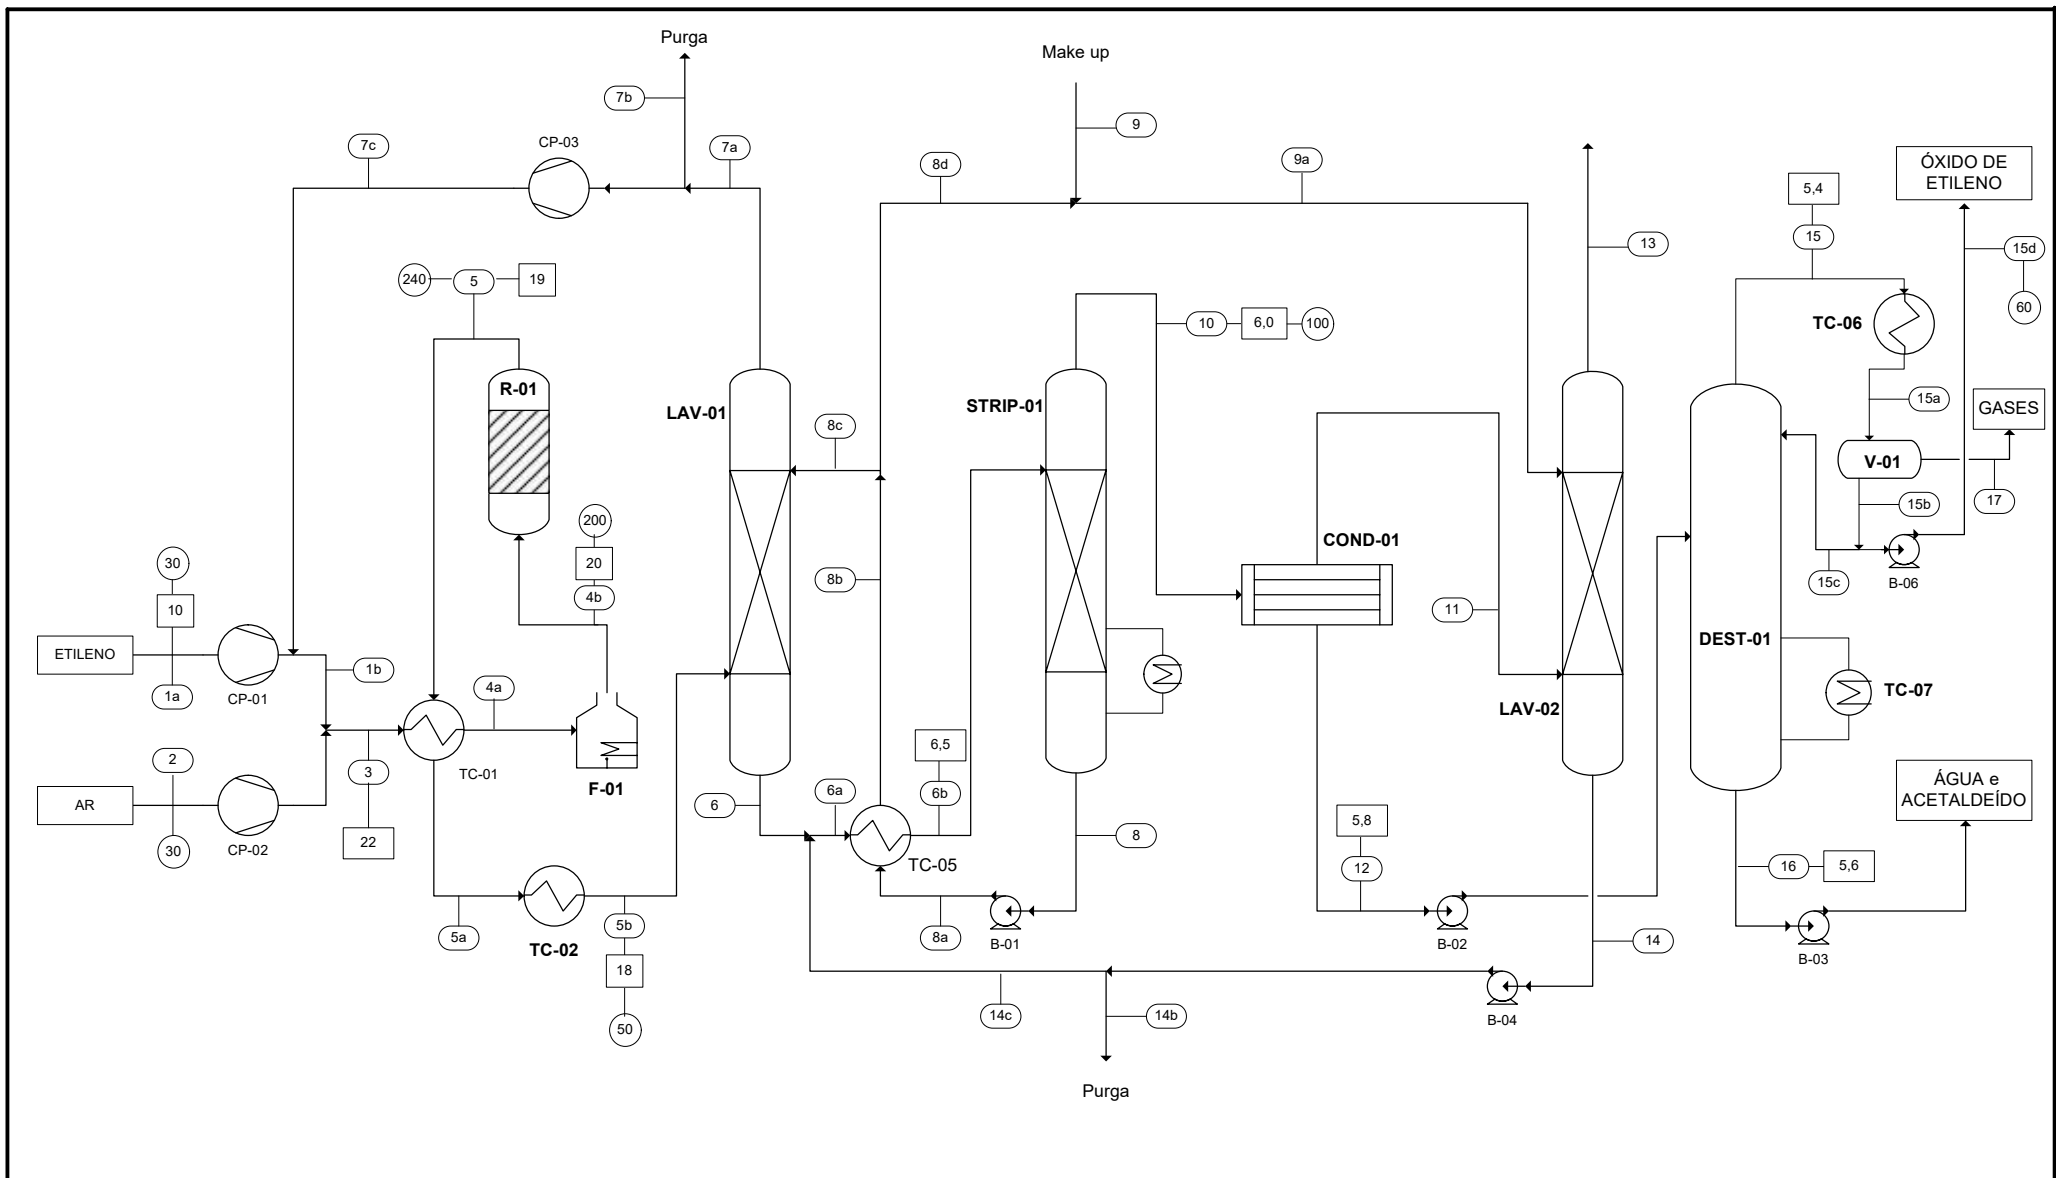 Purga
Make up
7b
9
7c
CP-03
7a
8d
9a
5,4
ÓXIDO DE
ETILENO
15
13
15d
240
5
19
10
6,0
100
60
TC-06
R-01
LAV-01
STRIP-01
15a
GASES
8c
V-01
15b
17
200
COND-01
30
20
8b
15c
B-06
10
4b
11
ETILENO
1b
DEST-01
1a
CP-01
4a
TC-07
LAV-02
6,5
2
3
TC-01
F-01
6
6a
6b
ÁGUA e
ACETALDEÍDO
AR
5,8
8
30
CP-02
22
TC-05
12
16
5,6
5a
5b
8a
B-01
B-02
14
TC-02
B-03
18
14c
14b
B-04
50
Purga